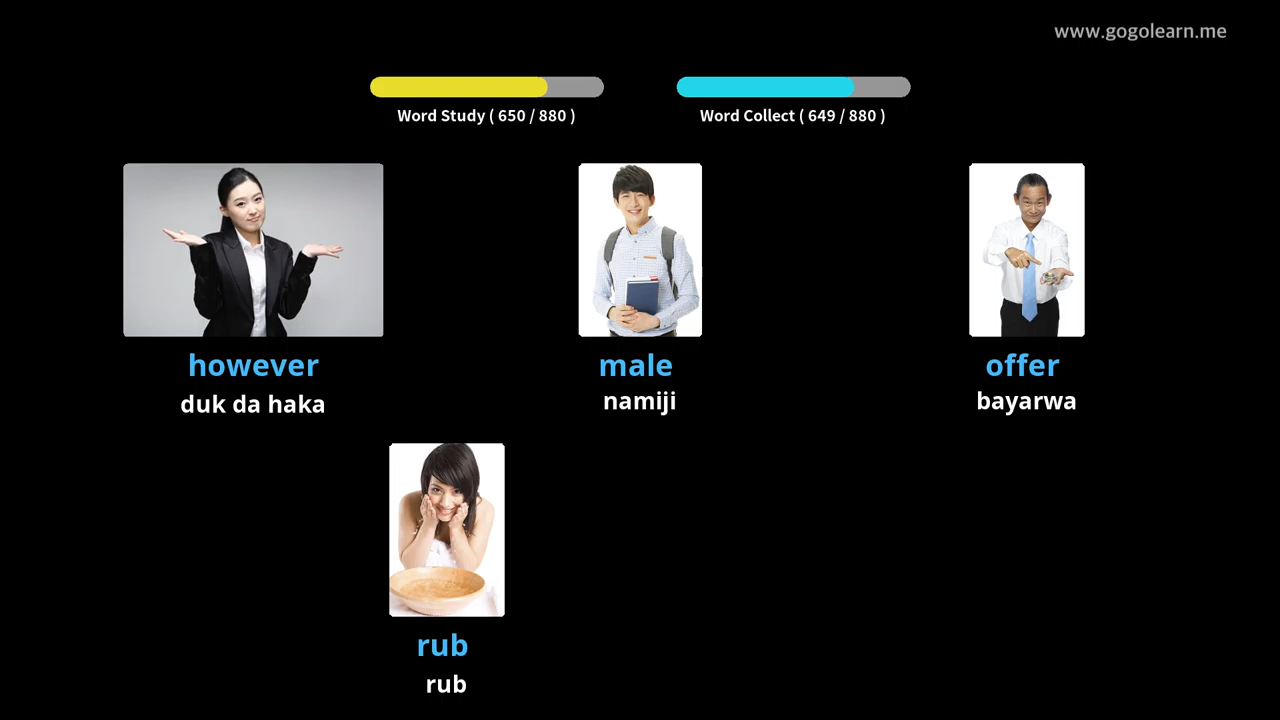 www.gogolearn.me
Word Study ( 650 / 880 )
Word Collect ( 649 / 880 )
however
duk da haka
male
namiji
offer
bayarwa
rub
rub